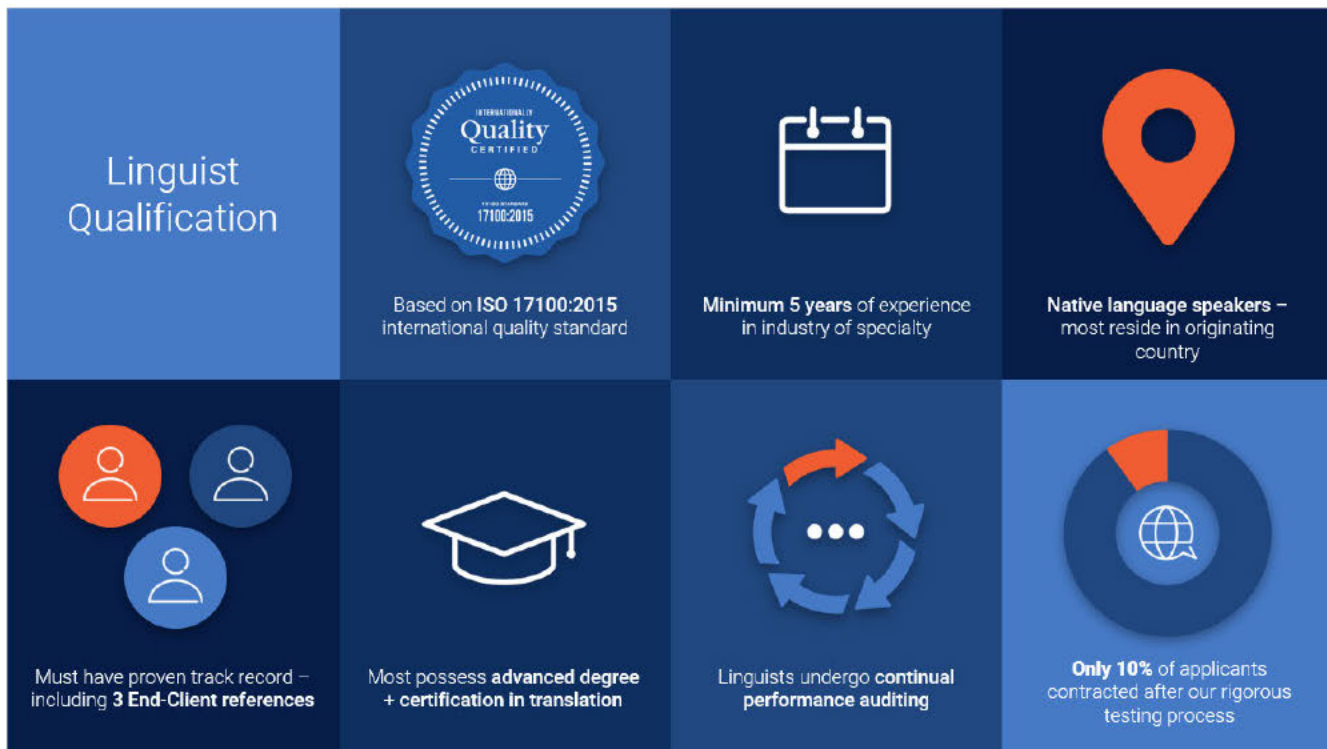 Linguist
Qualification
INTERNATIONALLY
Quality
CERTIFIED
17100:2015
Based on ISO 17100:2015
international quality standard
Minimum 5 years of experience
in industry of specialty
Native language speakers –
most reside in originating
country
Must have proven track record –
including 3 End-Client references
Most possess advanced degree
+ certification in translation
Linguists undergo continual
performance auditing
Only 10% of applicants
contracted after our rigorous
testing process